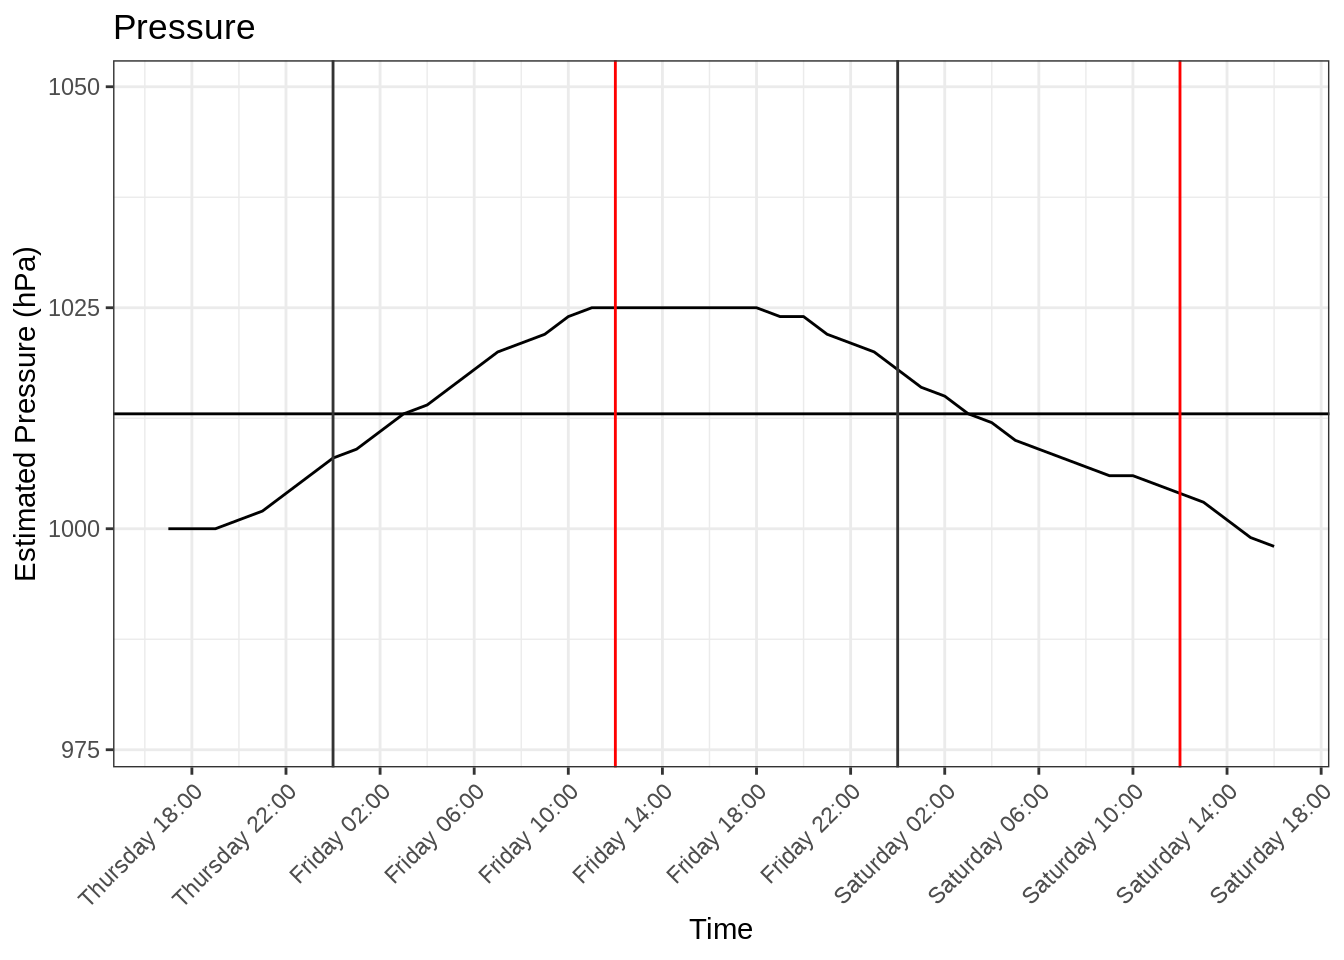 Pressure
Estimated Pressure (hPa)
1050
1025
1000
975
Thursday 18:00
Thursday 22:00
Friday 02:00
Friday 06:00
Friday 10:00
Friday 14:00
Friday 18:00
Friday 22:00
Saturday 02:00
Saturday 06:00
Saturday 10:00
Saturday 14:00
Saturday 18:00
Time